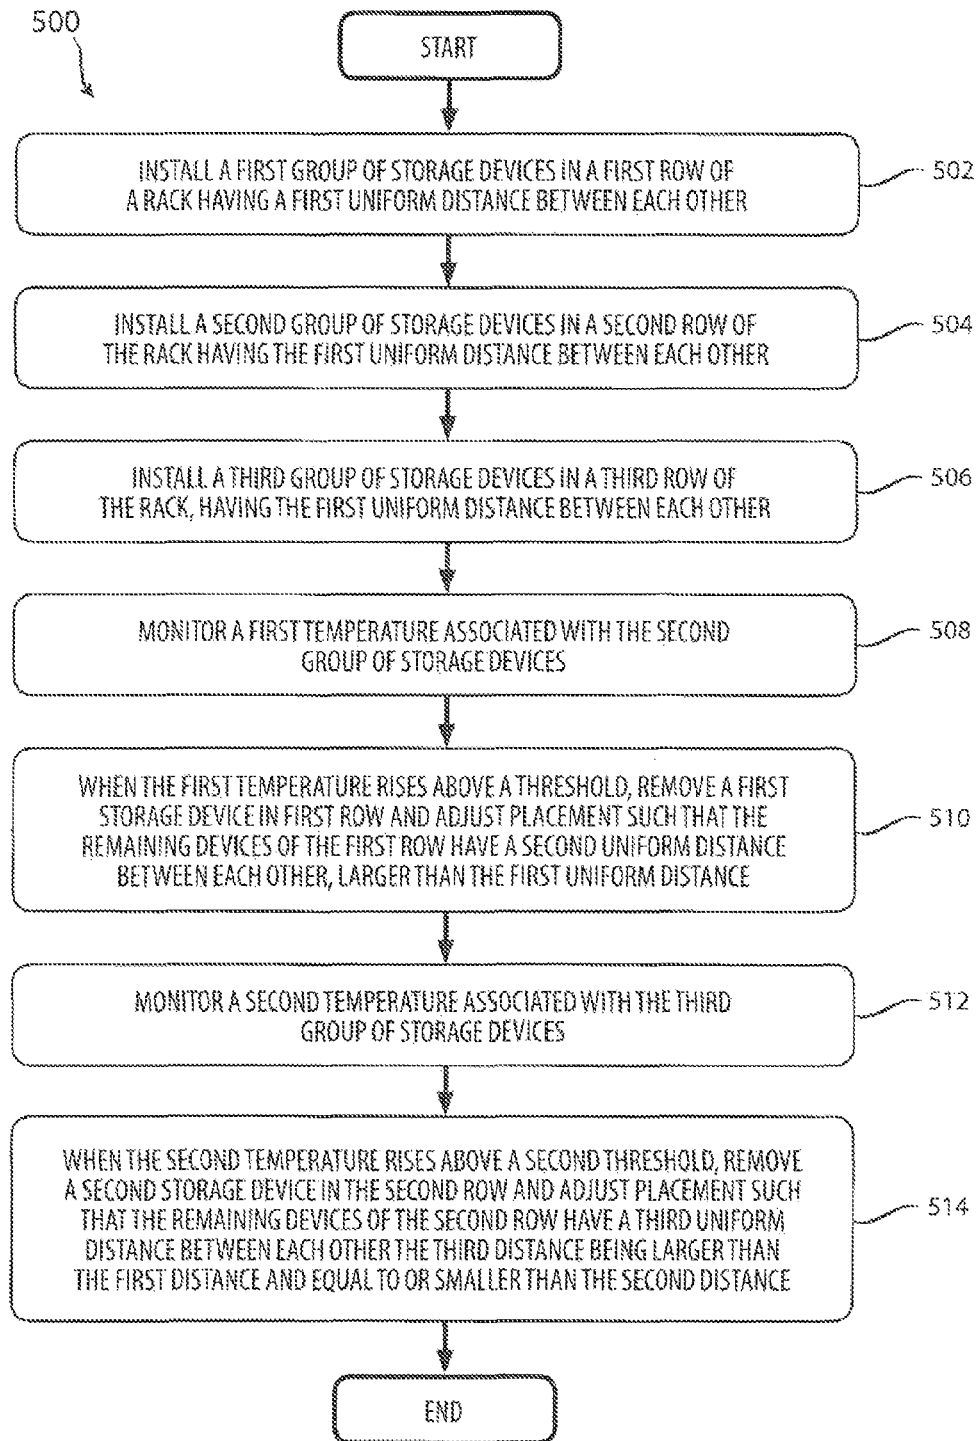 500
START
INSTALL A FIRST GROUP OF STORAGE DEVICES IN A FIRST ROW OF
A RACK HAVING A FIRST UNIFORM DISTANCE BETWEEN EACH OTHER
502
INSTALL A SECOND GROUP OF STORAGE DEVICES IN A SECOND ROW OF
THE RACK HAVING THE FIRST UNIFORM DISTANCE BETWEEN EACH OTHER
504
INSTALL A THIRD GROUP OF STORAGE DEVICES IN A THIRD ROW OF
THE RACK, HAVING THE FIRST UNIFORM DISTANCE BETWEEN EACH OTHER
506
MONITOR A FIRST TEMPERATURE ASSOCIATED WITH THE SECOND
GROUP OF STORAGE DEVICES
508
WHEN THE FIRST TEMPERATURE RISES ABOVE A THRESHOLD, REMOVE A FIRST
STORAGE DEVICE IN FIRST ROW AND ADJUST PLACEMENT SUCH THAT THE
REMAINING DEVICES OF THE FIRST ROW HAVE A SECOND UNIFORM DISTANCE
BETWEEN EACH OTHER, LARGER THAN THE FIRST UNIFORM DISTANCE
510
MONITOR A SECOND TEMPERATURE ASSOCIATED WITH THE THIRD
GROUP OF STORAGE DEVICES
512
WHEN THE SECOND TEMPERATURE RISES ABOVE A SECOND THRESHOLD, REMOVE
A SECOND STORAGE DEVICE IN THE SECOND ROW AND ADJUST PLACEMENT SUCH
THAT THE REMAINING DEVICES OF THE SECOND ROW HAVE A THIRD UNIFORM
DISTANCE BETWEEN EACH OTHER THE THIRD DISTANCE BEING LARGER THAN
THE FIRST DISTANCE AND EQUAL TO OR SMALLER THAN THE SECOND DISTANCE
514
END